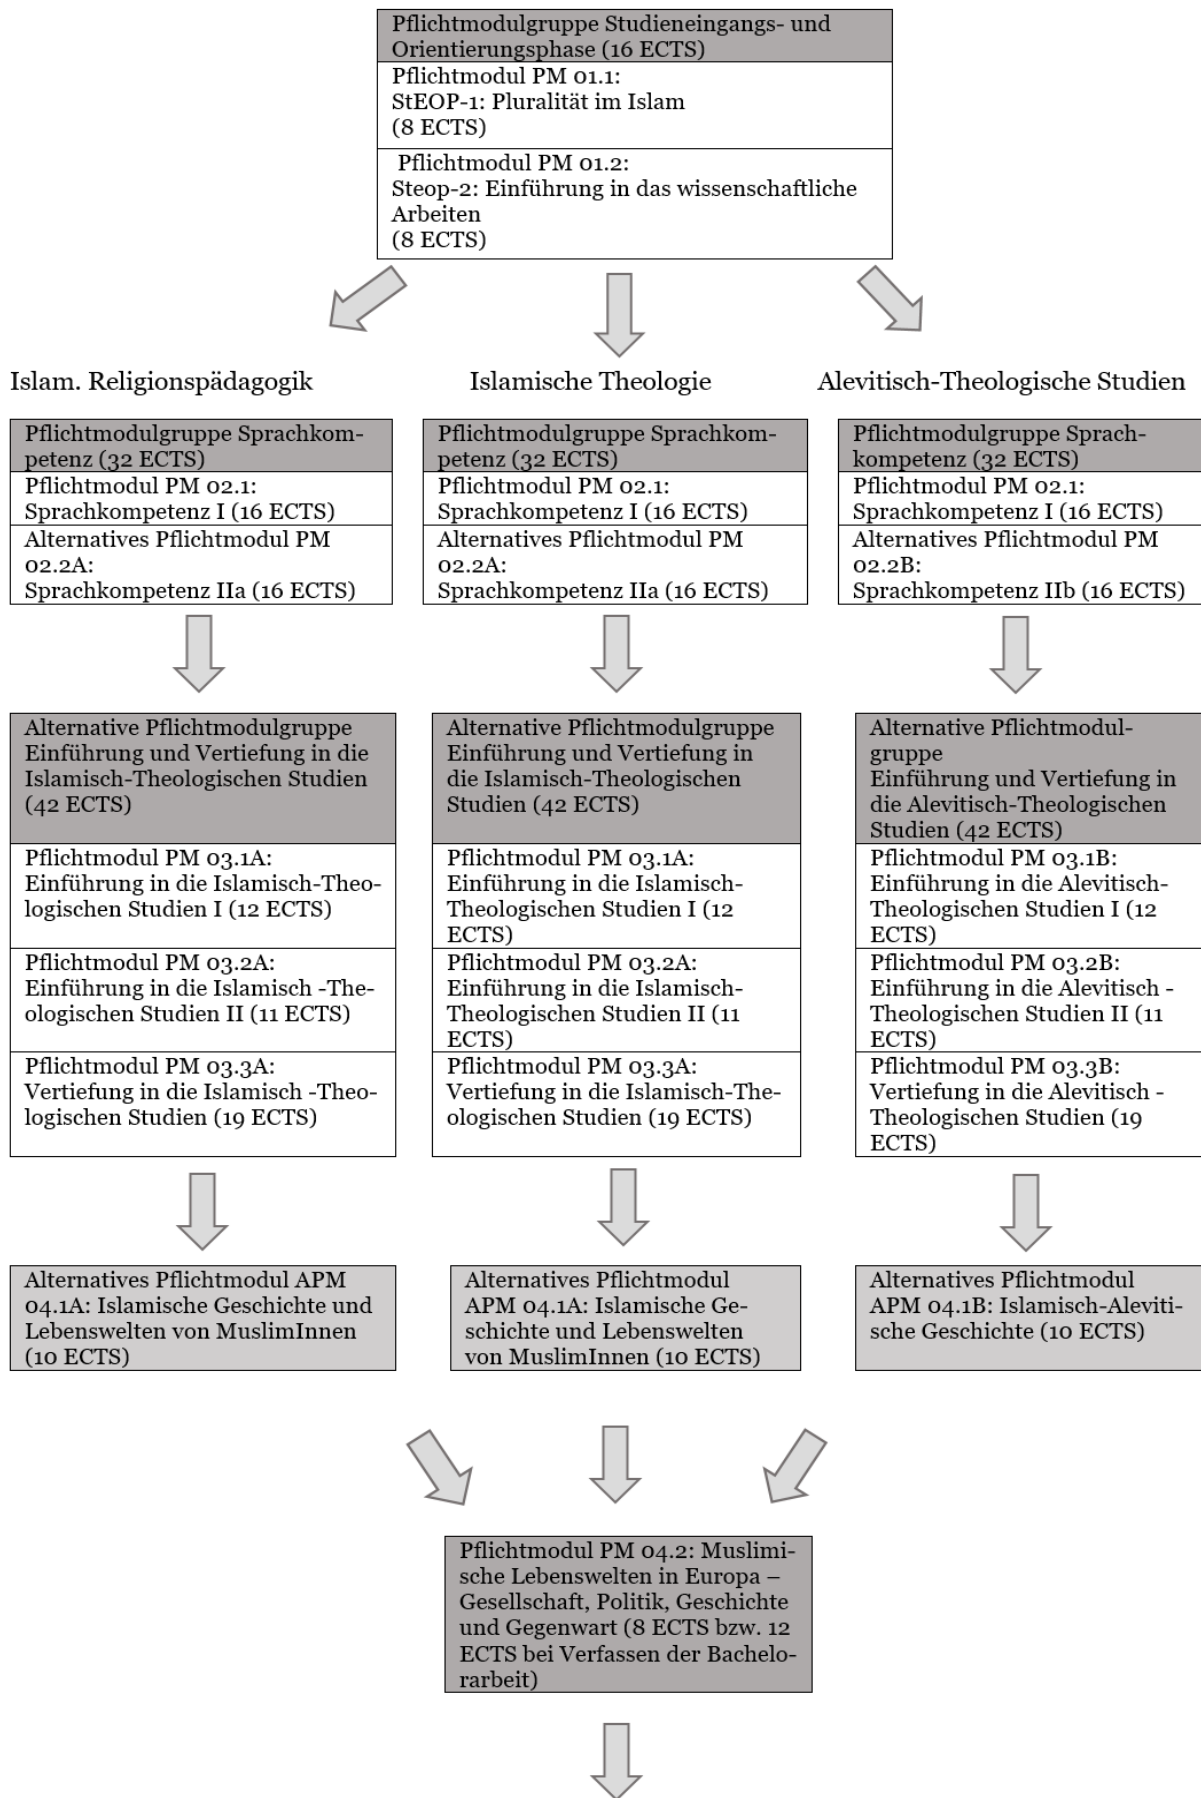 Pflichtmodulgruppe Studieneingangs- und
Orientierungsphase (16 ECTS)
Pflichtmodul PM 01.1:
StEOP-1: Pluralität im Islam
(8 ECTS)
Pflichtmodul PM 01.2:
Steop-2: Einführung in das wissenschaftliche
Arbeiten
(8 ECTS)
Islam. Religionspädagogik
Islamische Theologie
Alevitisch-Theologische Studien
Pflichtmodulgruppe Sprachkom-
petenz (32 ECTS)
Pflichtmodul PM 02.1:
Sprachkompetenz I (16 ECTS)
Alternatives Pflichtmodul PM
02.2A:
Sprachkompetenz IIa (16 ECTS)
Pflichtmodulgruppe Sprachkom-
petenz (32 ECTS)
Pflichtmodul PM 02.1:
Sprachkompetenz I (16 ECTS)
Alternatives Pflichtmodul PM
02.2A:
Sprachkompetenz IIa (16 ECTS)
Pflichtmodulgruppe Sprach-
kompetenz (32 ECTS)
Pflichtmodul PM 02.1:
Sprachkompetenz I (16 ECTS)
Alternatives Pflichtmodul PM
02.2B:
Sprachkompetenz IIb (16 ECTS)
Alternative Pflichtmodulgruppe
Einführung und Vertiefung in die
Islamisch-Theologischen Studien
(42 ECTS)
Pflichtmodul PM 03.1A:
Einführung in die Islamisch-Theo-
logischen Studien I (12 ECTS)
Pflichtmodul PM 03.2A:
Einführung in die Islamisch -The-
ologischen Studien II (11 ECTS)
Pflichtmodul PM 03.3A:
Vertiefung in die Islamisch -Theo-
logischen Studien (19 ECTS)
Alternative Pflichtmodulgruppe
Einführung und Vertiefung in
die Islamisch-Theologischen
Studien (42 ECTS)
Pflichtmodul PM 03.1A:
Einführung in die Islamisch-
Theologischen Studien I (12
ECTS)
Pflichtmodul PM 03.2A:
Einführung in die Islamisch-
Theologischen Studien II (11
ECTS)
Pflichtmodul PM 03.3A:
Vertiefung in die Islamisch-The-
ologischen Studien (19 ECTS)
Alternative Pflichtmodul-
gruppe
Einführung und Vertiefung in
die Alevitisch-Theologischen
Studien (42 ECTS)
Pflichtmodul PM 03.1B:
Einführung in die Alevitisch-
Theologischen Studien I (12
ECTS)
Pflichtmodul PM 03.2B:
Einführung in die Alevitisch -
Theologischen Studien II (11
ECTS)
Pflichtmodul PM 03.3B:
Vertiefung in die Alevitisch -
Theologischen Studien (19
ECTS)
Alternatives Pflichtmodul APM
04.1A: Islamische Geschichte und
Lebenswelten von MuslimInnen
(10 ECTS)
Alternatives Pflichtmodul
APM 04.1A: Islamische Ge-
schichte und Lebenswelten
von MuslimInnen (10 ECTS)
Alternatives Pflichtmodul
APM 04.1B: Islamisch-Aleviti-
sche Geschichte (10 ECTS)
Pflichtmodul PM 04.2: Muslimi-
sche Lebenswelten in Europa –
Gesellschaft, Politik, Geschichte
und Gegenwart (8 ECTS bzw. 12
ECTS bei Verfassen der Bachelo-
rarbeit)